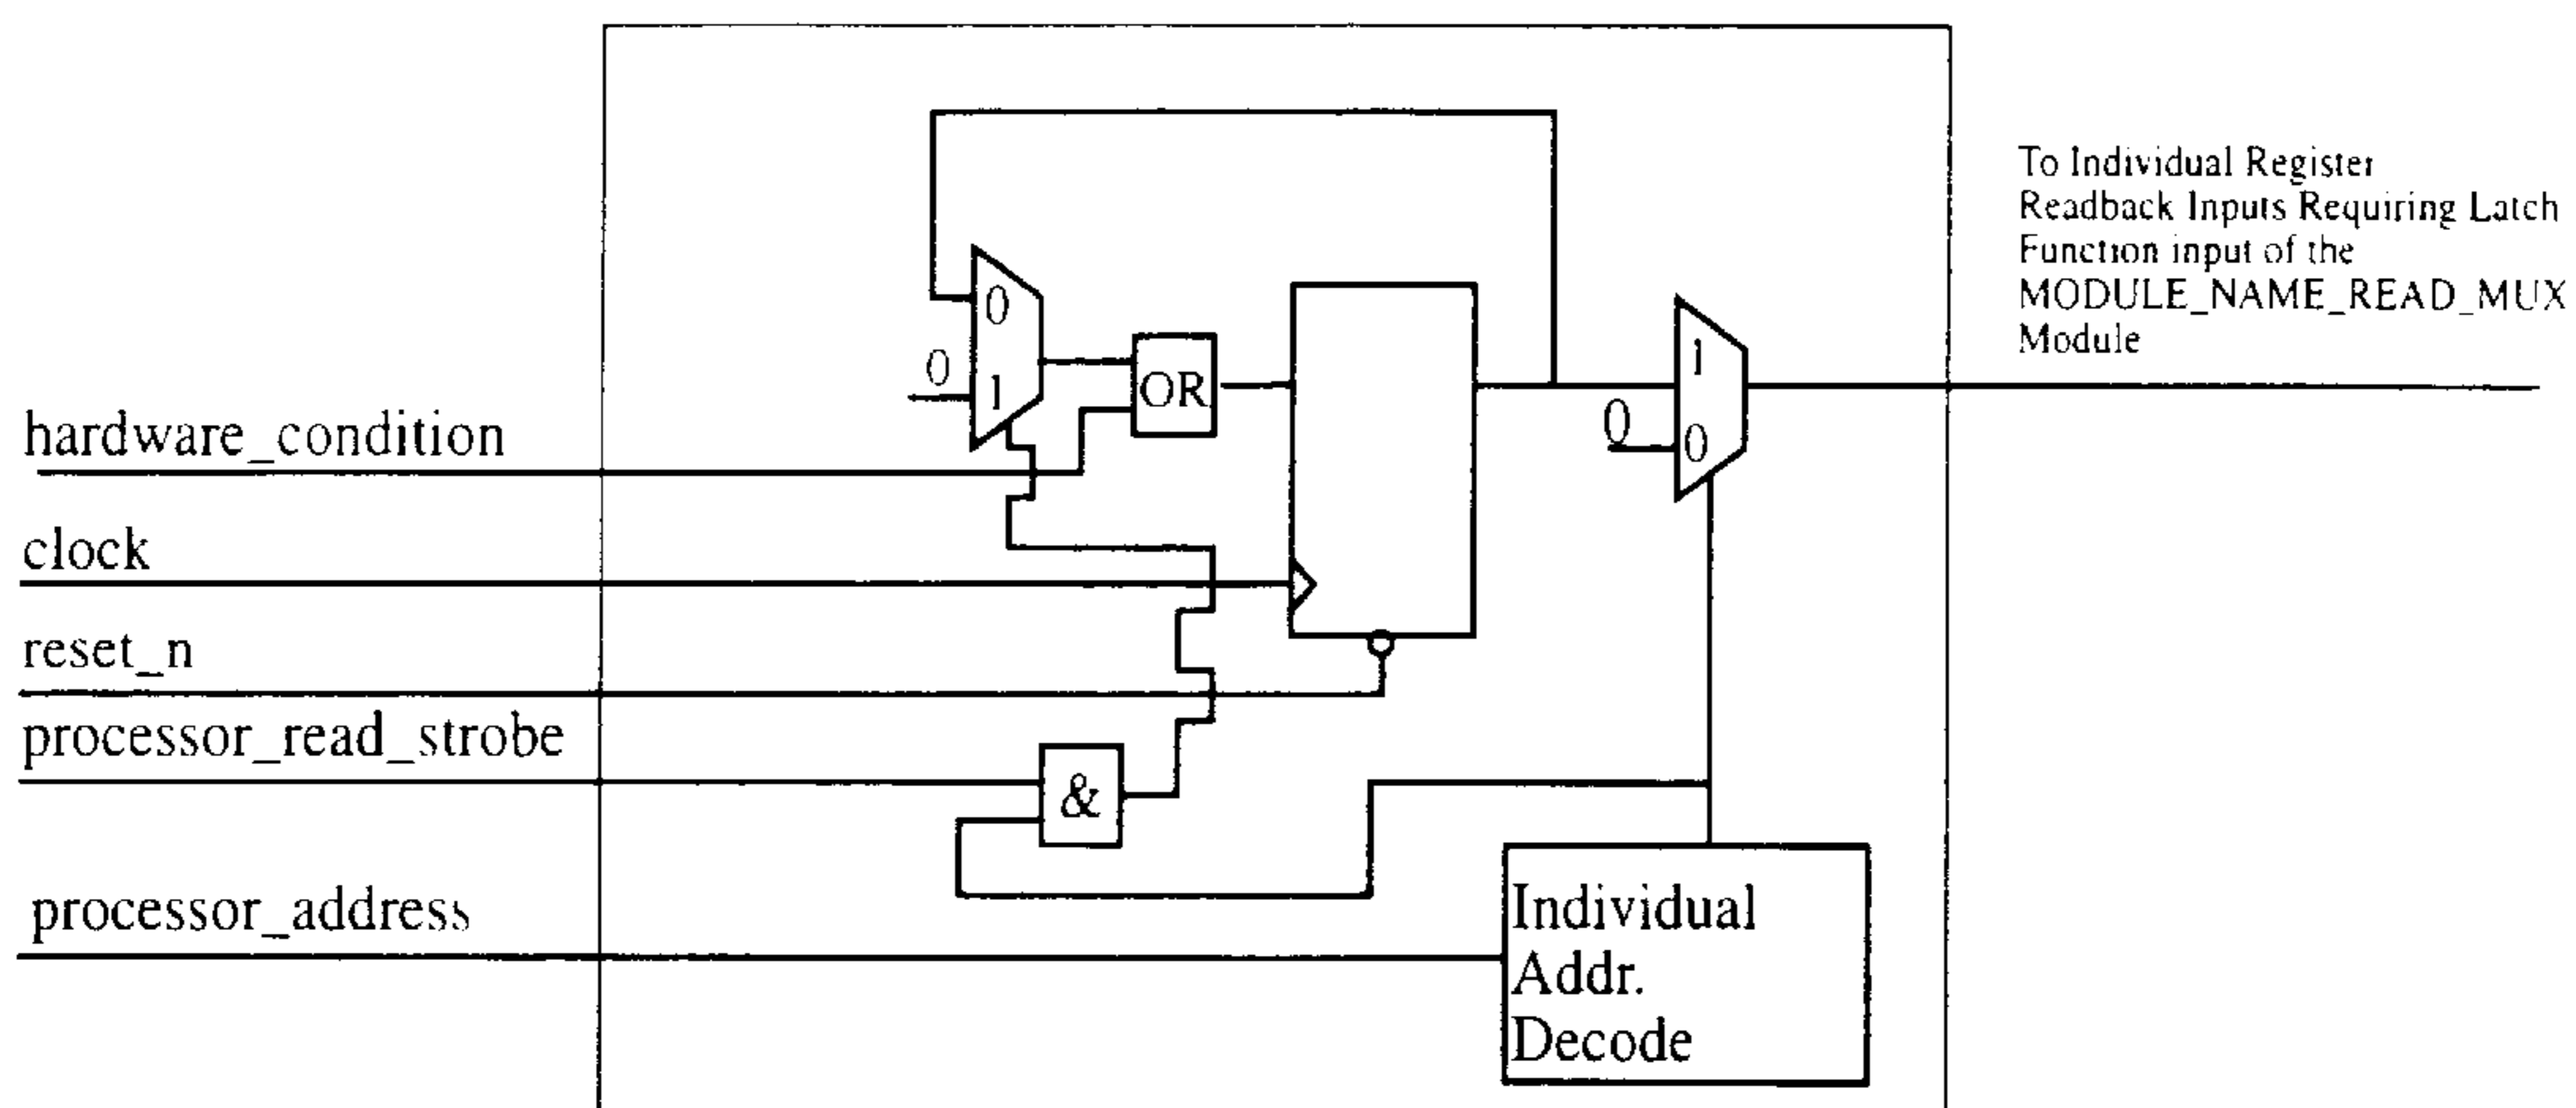 To Individual Register
Readback Inputs Requiring Latch
Function input of the
MODULE_NAME_READ_MUX
Module
0
0
1
OR
1
0
0
hardware_condition
clock
reset_n
processor_read_strobe
&
processor_address
Individual
Addr.
Decode